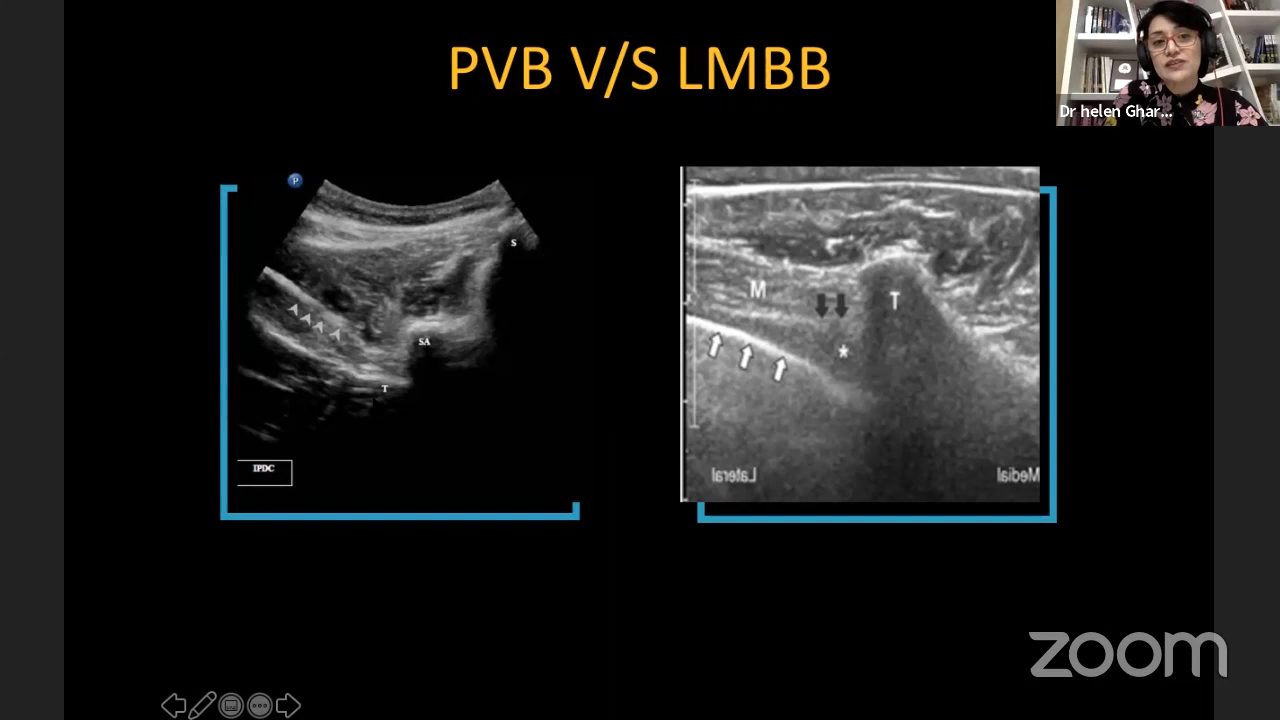 PVB V/S LMBB
Dr helen Ghar...
P
S
SA
T
IPDC
M
T
*
Lateral
Medial
zoom